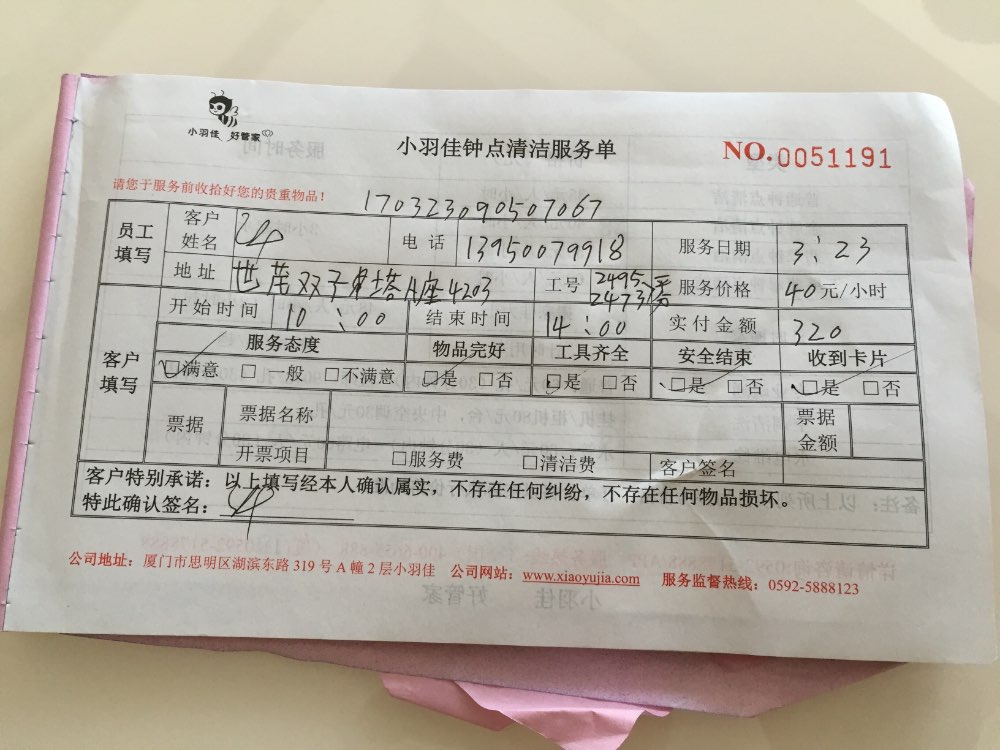 小羽佳 好管家
小羽佳钟点清洁服务单
NO.0051191
请您于服务前收拾好您的贵重物品！
170323090507067
员工填写 客户姓名 电话 13950079918 服务日期 3:23
地址 世茂双子塔A座4203 工号 2495 2473 服务价格 40元/小时
客户填写 开始时间 10:00 结束时间 14:00 实付金额 320
服务态度 物品完好 工具齐全 安全结束 收到卡片
□满意 □一般 □不满意 □是 □否 □是 □否 □是 □否 □是 □否
票据 票据名称 票据金额
开票项目 □服务费 □清洁费 客户签名
客户特别承诺：以上填写经本人确认属实，不存在任何纠纷，不存在任何物品损坏。
特此确认签名：
公司地址：厦门市思明区湖滨东路 319 号 A 幢 2 层小羽佳 公司网站：www.xiaoyujia.com 服务监督热线：0592-5888123